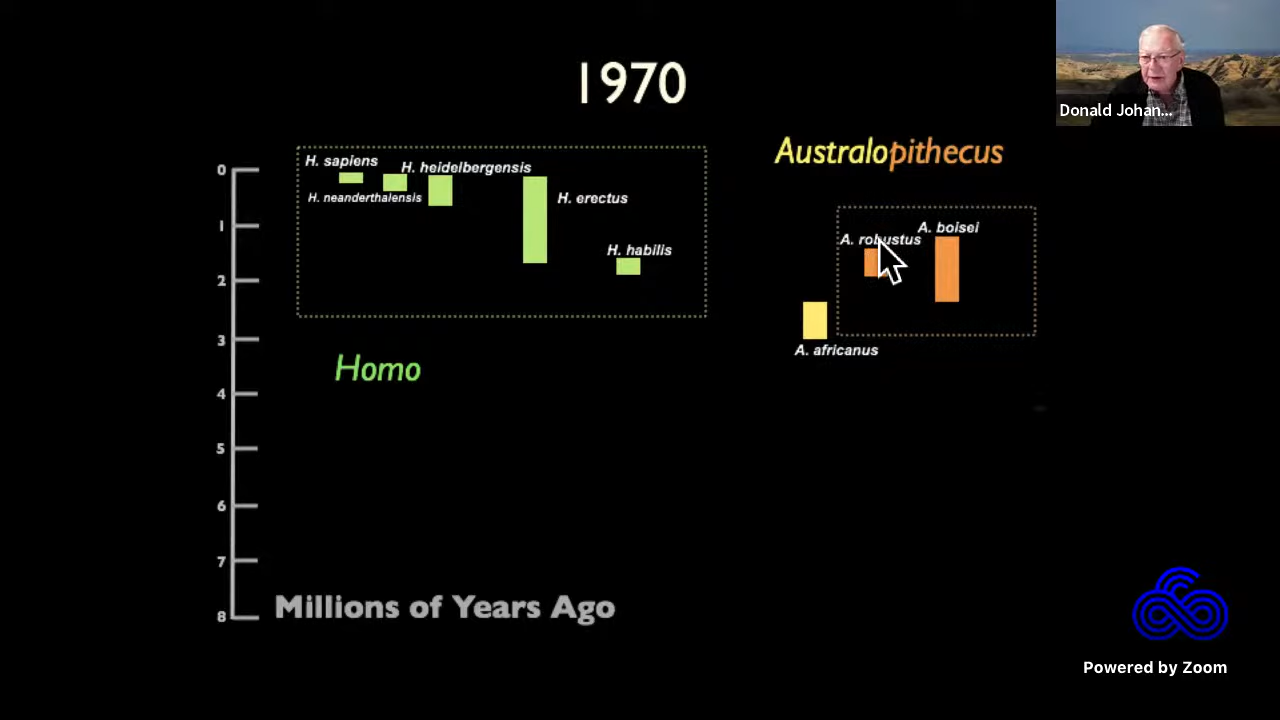 1970
Donald Johan...
Australopithecus
0
1
2
3
4
5
6
7
8
H. sapiens
H. heidelbergensis
H. neanderthalensis
H. erectus
H. habilis
Homo
A. boisei
A. robustus
A. africanus
Millions of Years Ago
Powered by Zoom